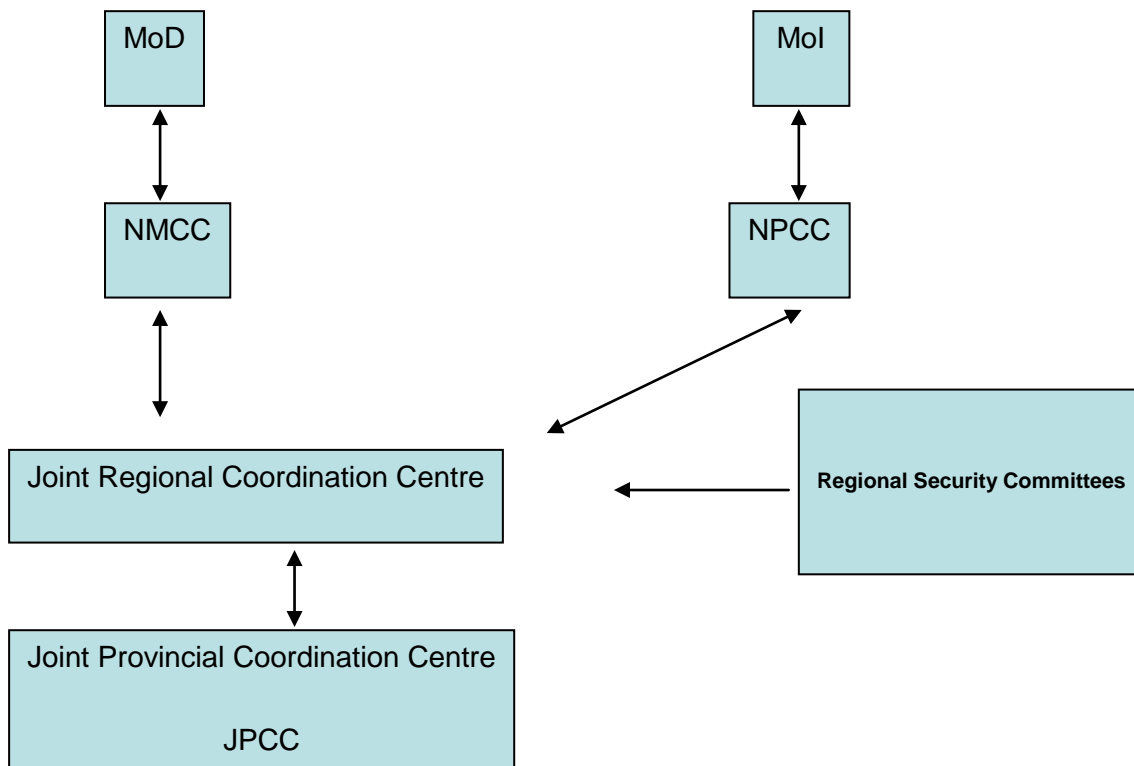 MoD
MoI
NMCC
NPCC
Joint Regional Coordination Centre
Regional Security Committees
Joint Provincial Coordination Centre
JPCC